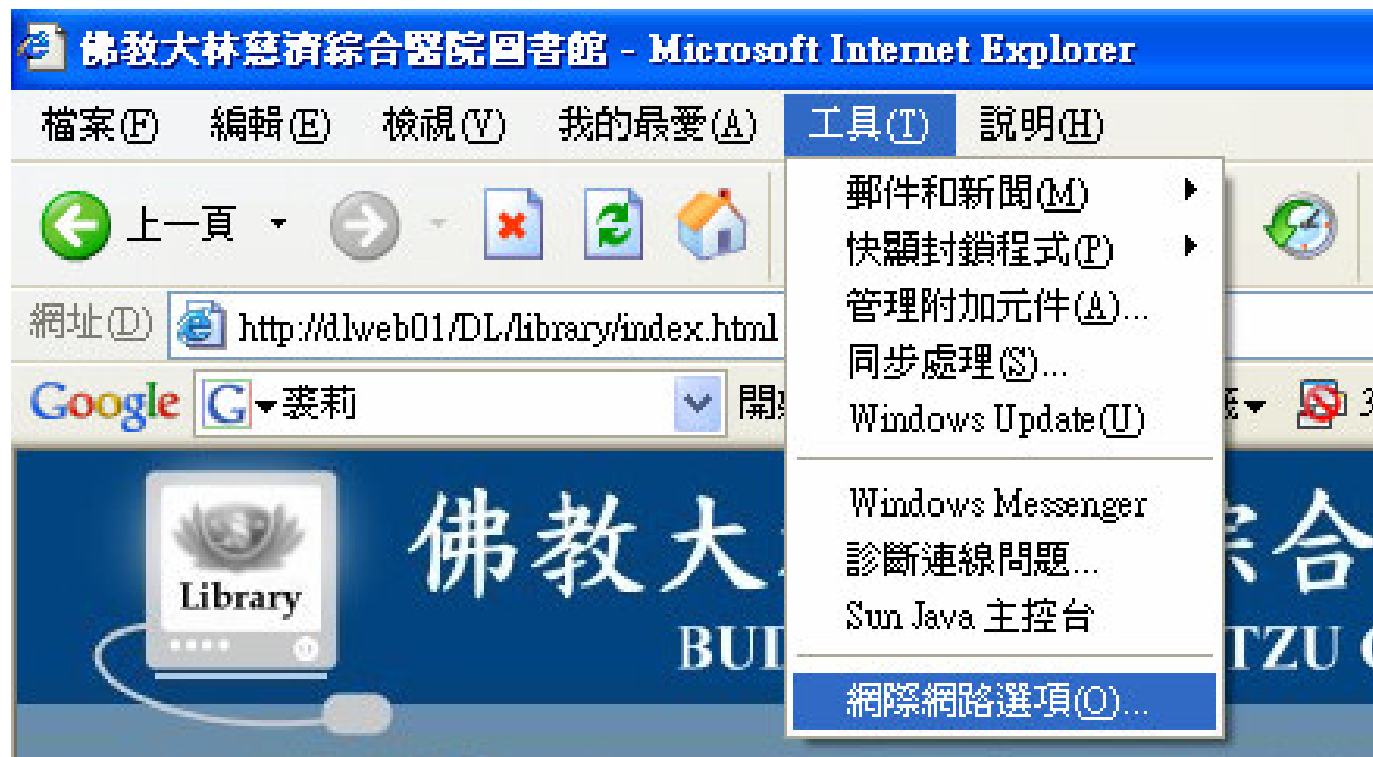 佛教大林慈濟綜合醫院圖書館 - Microsoft Internet Explorer
檔案(F) 編輯(E) 檢視(V) 我的最愛(A) 工具(T) 說明(H)
上一頁
網址(D) http://dlweb01/DL/library/index.html
Google G 裘莉 開
郵件和新聞(M)
快顯封鎖程式(P)
管理附加元件(A)...
同步處理(S)...
Windows Update(U)
Windows Messenger
診斷連線問題...
Sun Java 主控台
網際網路選項(O)...
Library
佛教大 綜合
BUD TZU